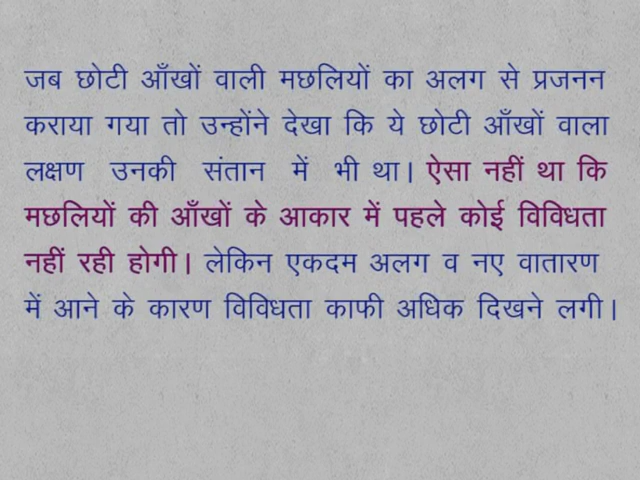 जब छोटी आँखों वाली मछलियों का अलग से प्रजनन
कराया गया तो उन्होंने देखा कि ये छोटी आँखों वाला
लक्षण उनकी संतान में भी था। ऐसा नहीं था कि
मछलियों की आँखों के आकार में पहले कोई विविधता
नहीं रही होगी। लेकिन एकदम अलग व नए वातारण
में आने के कारण विविधता काफी अधिक दिखने लगी।